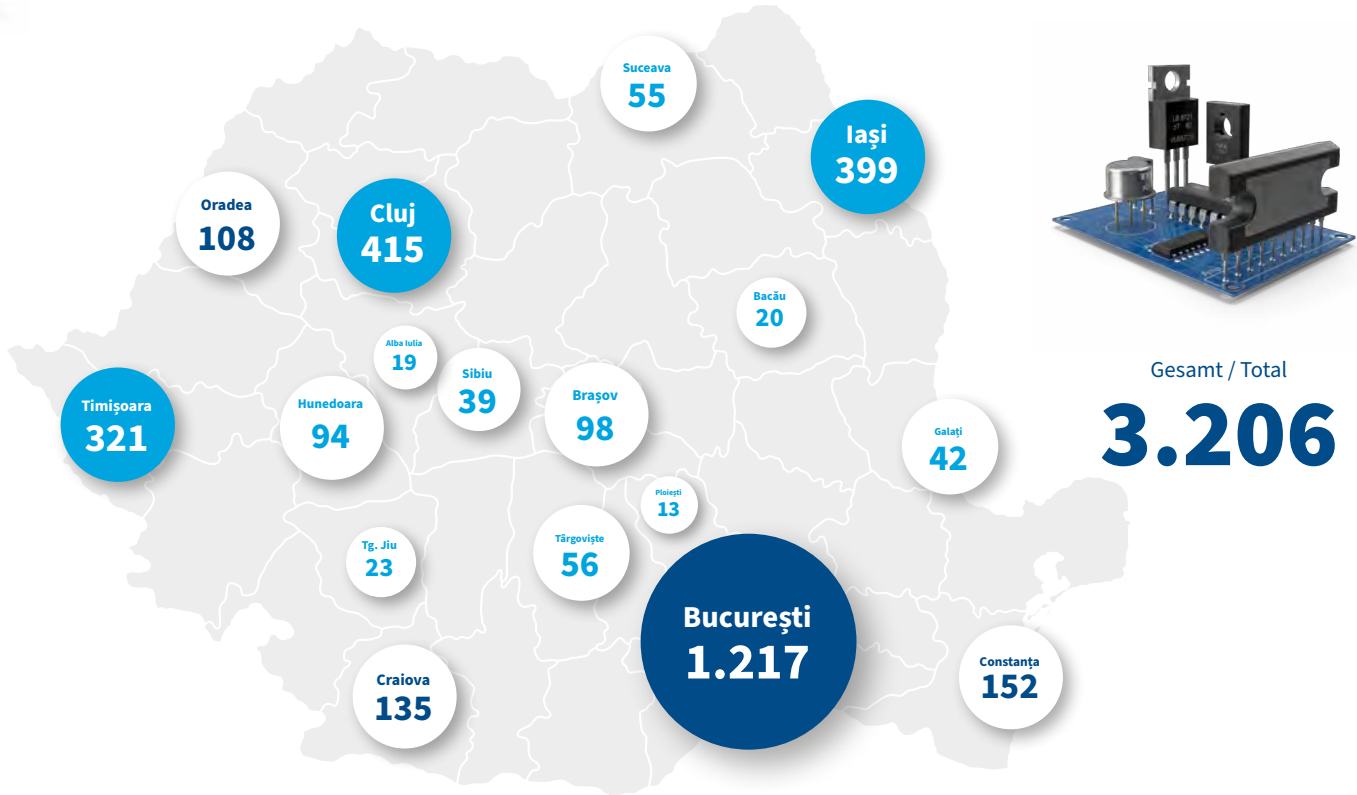 Suceava
55
Iași
399
Oradea
108
Cluj
415
Bacău
20
Alba Iulia
19
Sibiu
39
Brașov
98
Timișoara
321
Hunedoara
94
Galați
42
Ploiești
13
Tg. Jiu
23
Târgoviște
56
București
1.217
Craiova
135
Constanța
152
Gesamt / Total
3.206